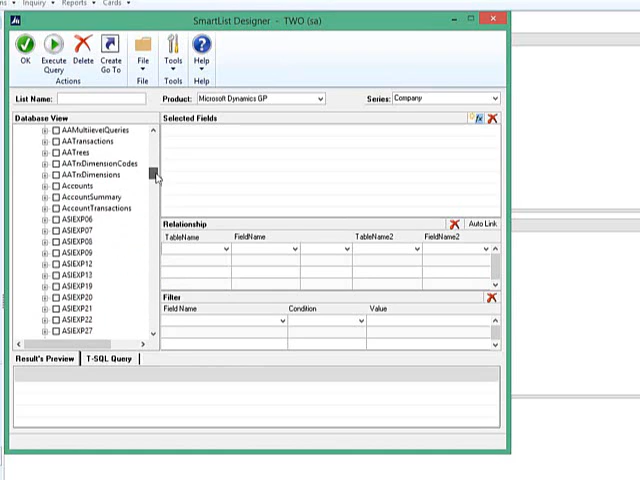 Inquiry Reports Cards
SmartList Designer - TWO (sa)
OK Execute Query Delete Create Go To File Tools Help
Actions File Tools Help
List Name: Product: Microsoft Dynamics GP Series: Company
Database View
Selected Fields
AAMultilevelQueries
AATransactions
AATrees
AATrxDimensionCodes
AATrxDimensions
Accounts
AccountSummary
AccountTransactions
ASIEXP06
ASIEXP07
ASIEXP08
ASIEXP09
ASIEXP12
ASIEXP13
ASIEXP19
ASIEXP20
ASIEXP21
ASIEXP22
ASIEXP27
Relationship Auto Link
TableName FieldName TableName2 FieldName2
Filter
Field Name Condition Value
Result's Preview T-SQL Query